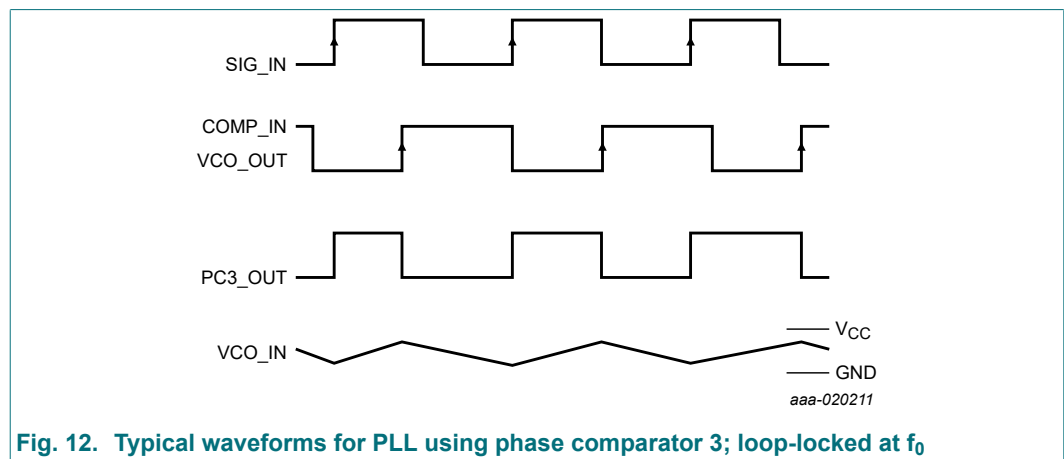 SIG_IN
COMP_IN
VCO_OUT
PC3_OUT
VCO_IN
VCC
GND
aaa-020211
Fig. 12. Typical waveforms for PLL using phase comparator 3; loop-locked at f0